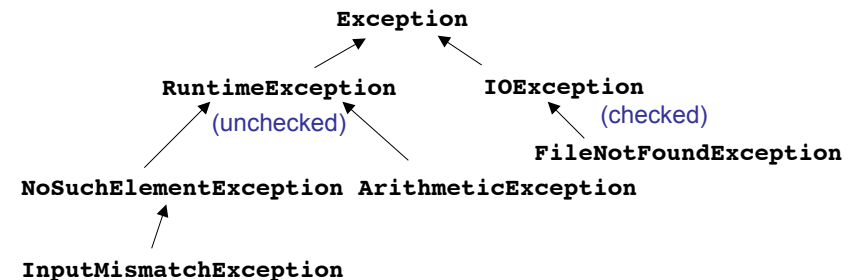 Exception
RuntimeException IOException
(unchecked) (checked)
FileNotFoundException
NoSuchElementException ArithmeticException
InputMismatchException